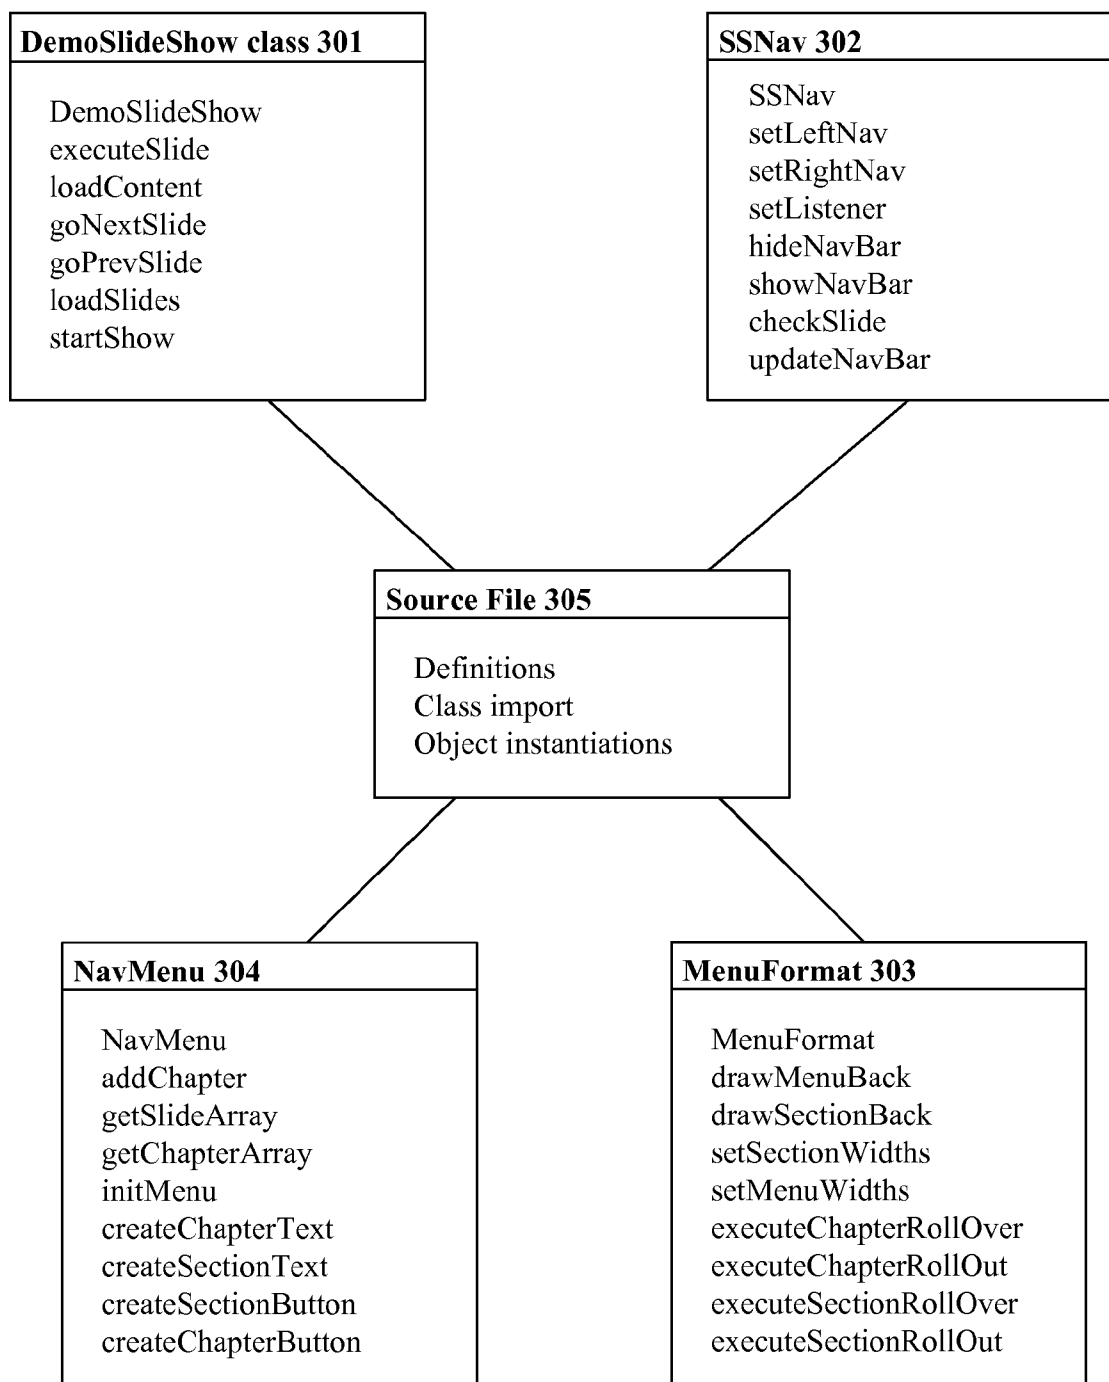 DemoSlideShow class 301
DemoSlideShow
executeSlide
loadContent
goNextSlide
goPrevSlide
loadSlides
startShow
SSNav 302
SSNav
setLeftNav
setRightNav
setListener
hideNavBar
showNavBar
checkSlide
updateNavBar
Source File 305
Definitions
Class import
Object instantiations
NavMenu 304
NavMenu
addChapter
getSlideArray
getChapterArray
initMenu
createChapterText
createSectionText
createSectionButton
createChapterButton
MenuFormat 303
MenuFormat
drawMenuBack
drawSectionBack
setSectionWidths
setMenuWidths
executeChapterRollOver
executeChapterRollOut
executeSectionRollOver
executeSectionRollOut